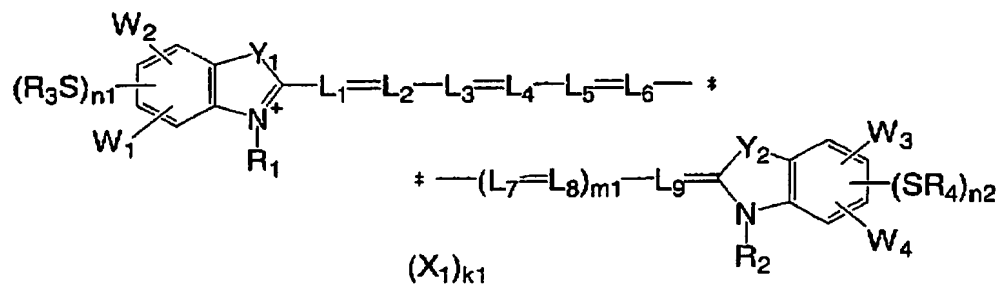 W₂
(R₃S)n1
W₁
Y₁
N⁺
R₁
L₁=L₂—L₃=L₄—L₅=L₆— *
* —(L₇=L₈)m1—L₉=
Y₂
N
R₂
W₃
(SR₄)n2
W₄
(X₁)k1